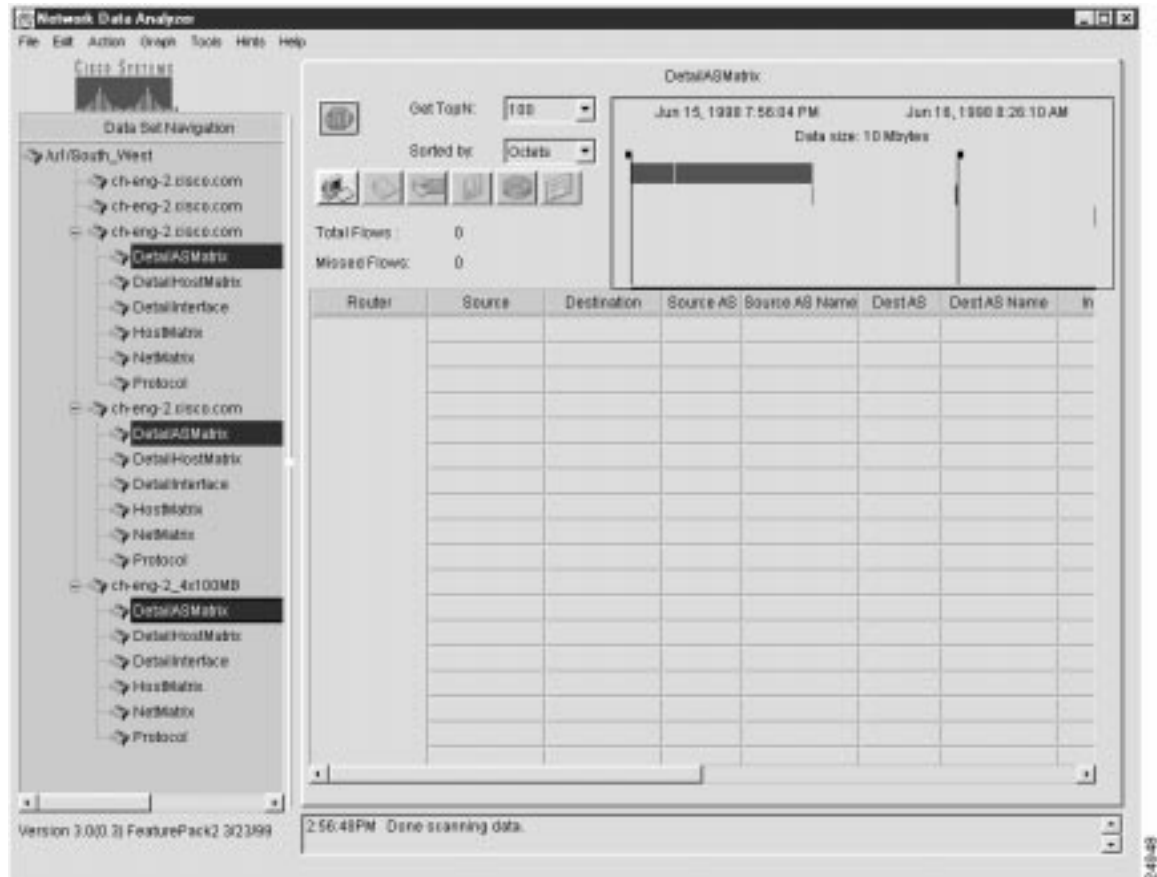 Network Data Analyzer
File Edit Action Graph Tools Hints Help
CISCO SYSTEMS
Data Set Navigation
/ur1/South_West
ch-eng-2.cisco.com
ch-eng-2.cisco.com
ch-eng-2.cisco.com
DetailASMatrix
DetailHostMatrix
DetailInterface
HostMatrix
NetMatrix
Protocol
ch-eng-2.cisco.com
DetailASMatrix
DetailHostMatrix
DetailInterface
HostMatrix
NetMatrix
Protocol
ch-eng-2_4x100MB
DetailASMatrix
DetailHostMatrix
DetailInterface
HostMatrix
NetMatrix
Protocol
Version 3.0(0.3) FeaturePack2 3/23/99
DetailASMatrix
Get TopN: 100
Sorted by: Octets
Total Flows : 0
Missed Flows: 0
Jun 15, 1998 7:56:04 PM Jun 16, 1998 8:26:10 AM
Data size: 10 Mbytes
Router Source Destination Source AS Source AS Name Dest AS Dest AS Name In
2:56:48PM Done scanning data.
24948